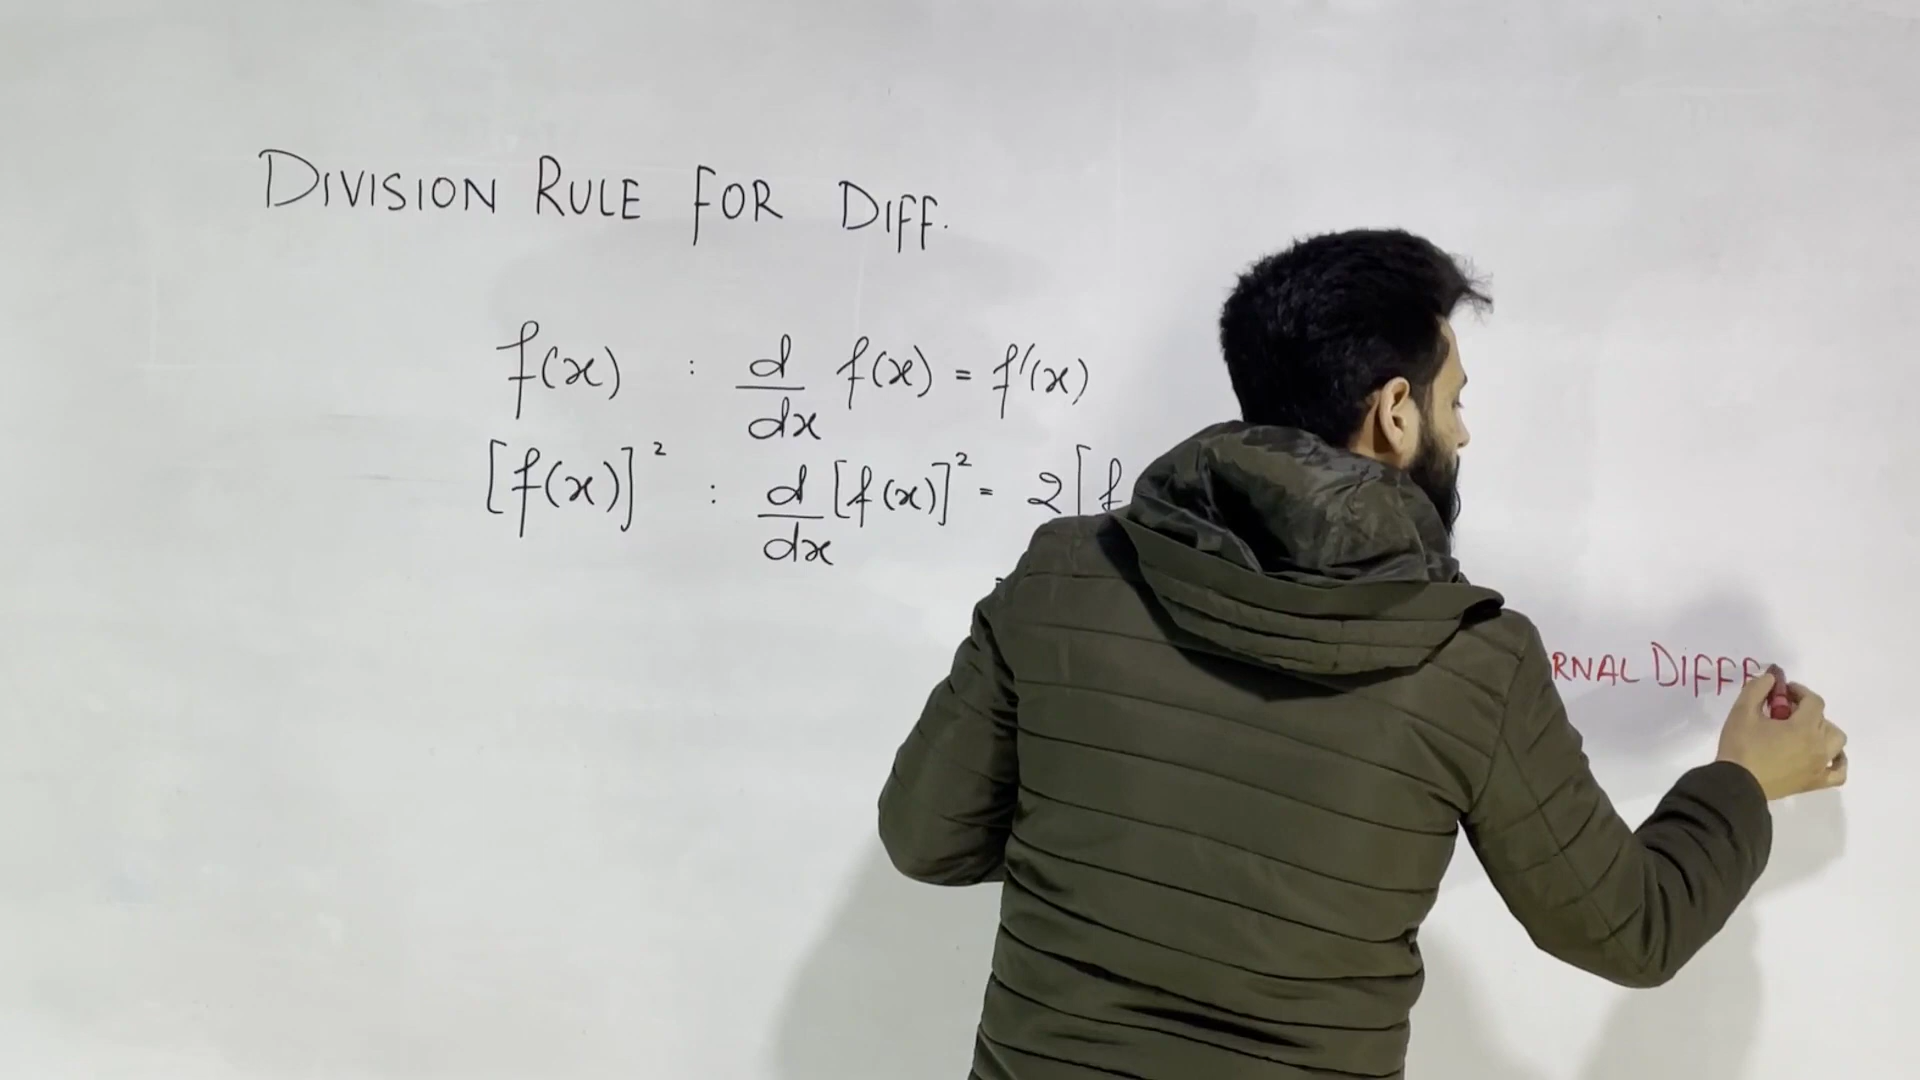 DIVISION RULE FOR DIFF.
f(x) : d/dx f(x) = f'(x)
[f(x)]² : d/dx [f(x)]² = 2[f
RNAL DIFFE